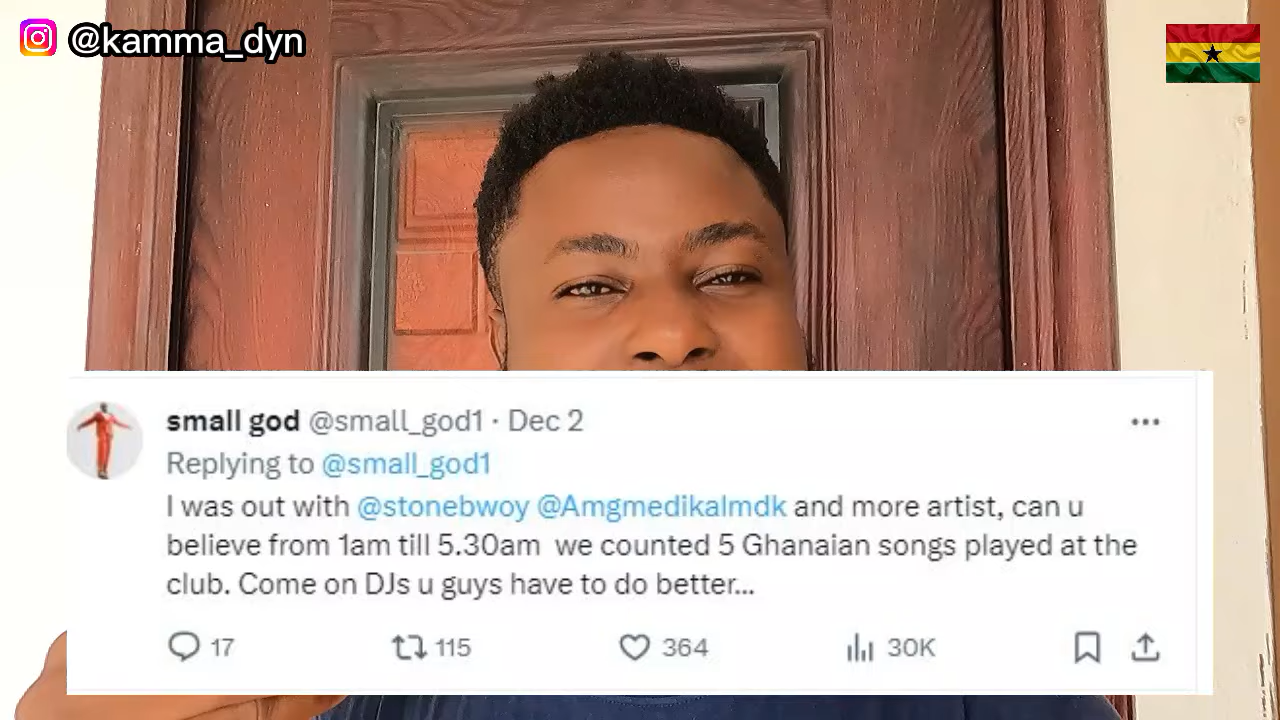 @kamma_dyn
small god @small_god1 · Dec 2
Replying to @small_god1
I was out with @stonebwoy @Amgmedikalmdk and more artist, can u
believe from 1am till 5.30am we counted 5 Ghanaian songs played at the
club. Come on DJs u guys have to do better...
17 115 364 30K